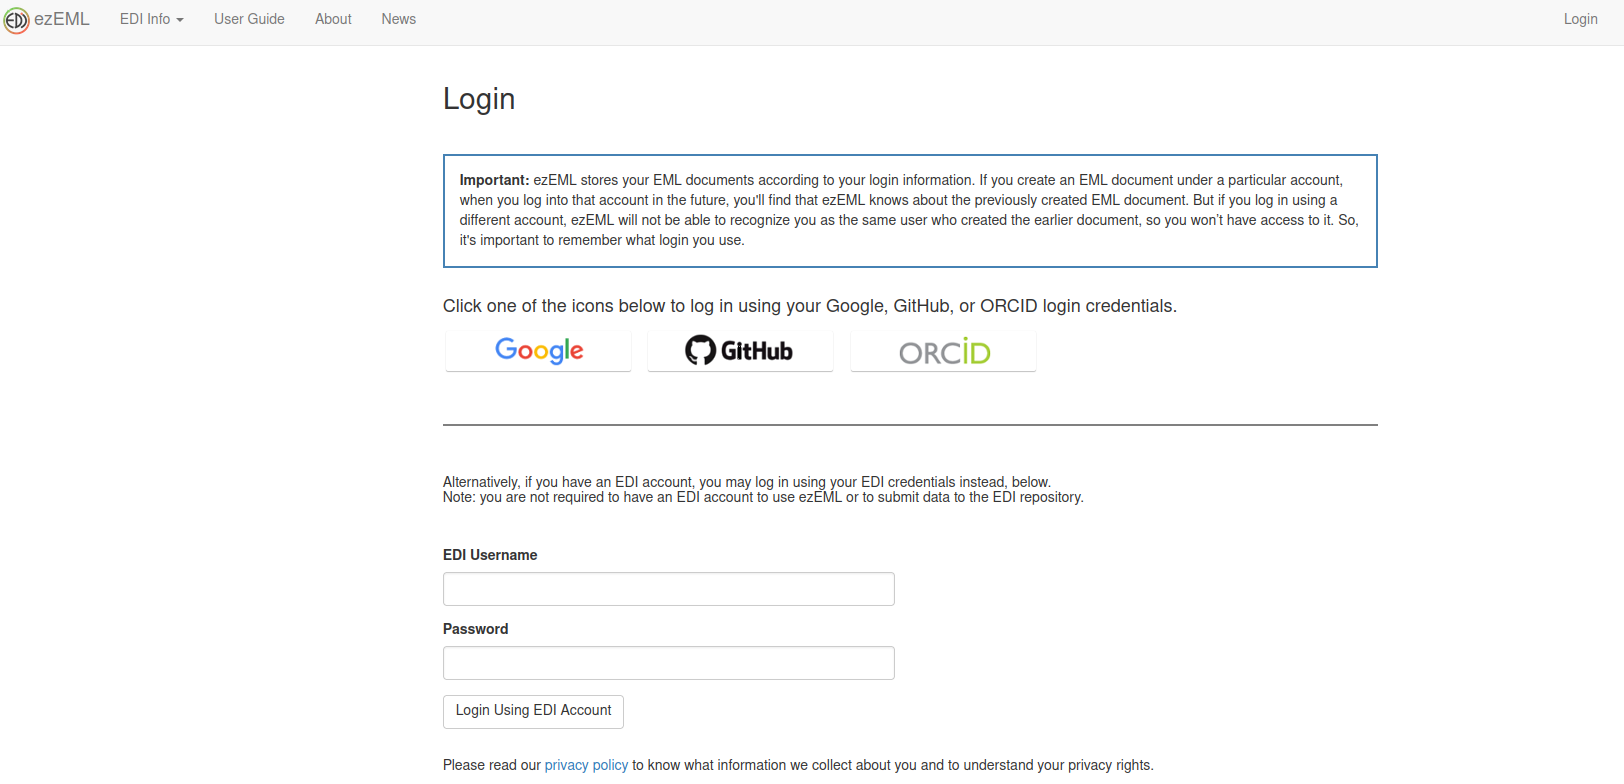 EDI ezEML EDI Info User Guide About News Login
Login
Important: ezEML stores your EML documents according to your login information. If you create an EML document under a particular account,
when you log into that account in the future, you'll find that ezEML knows about the previously created EML document. But if you log in using a
different account, ezEML will not be able to recognize you as the same user who created the earlier document, so you won't have access to it. So,
it's important to remember what login you use.
Click one of the icons below to log in using your Google, GitHub, or ORCID login credentials.
Google GitHub ORCID
Alternatively, if you have an EDI account, you may log in using your EDI credentials instead, below.
Note: you are not required to have an EDI account to use ezEML or to submit data to the EDI repository.
EDI Username
Password
Login Using EDI Account
Please read our privacy policy to know what information we collect about you and to understand your privacy rights.